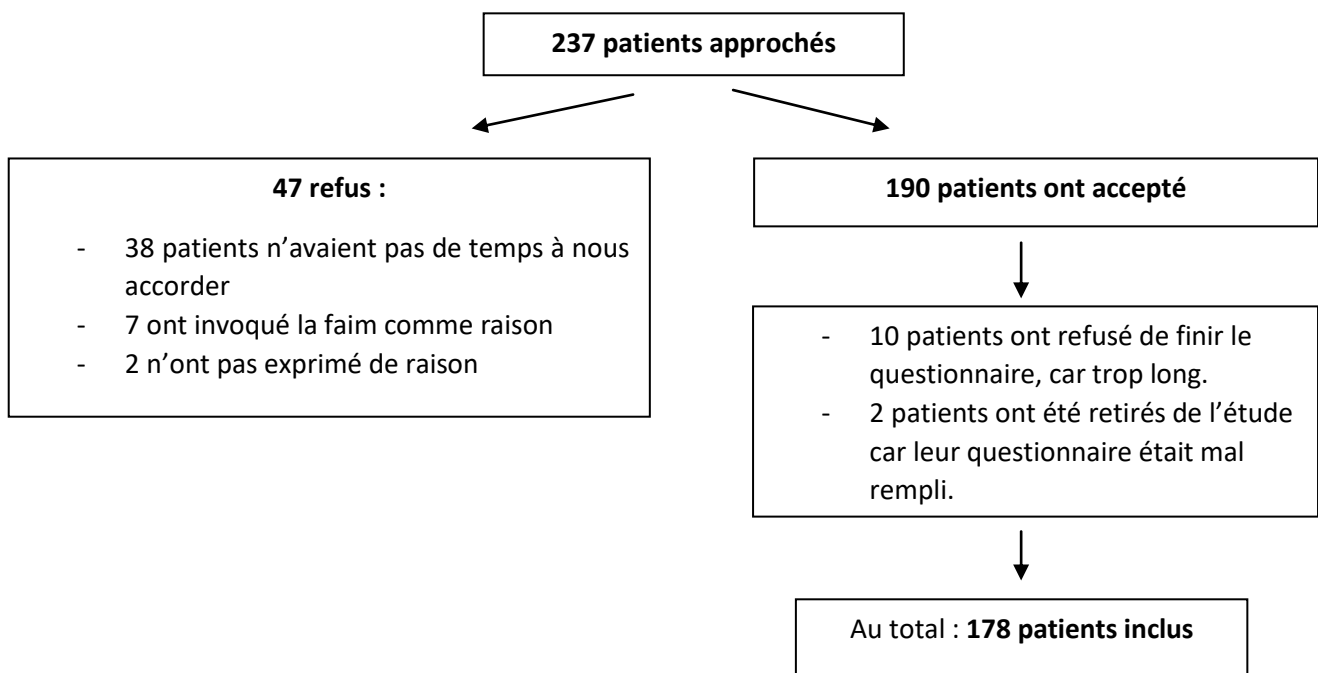 237 patients approchés
47 refus :
- 38 patients n’avaient pas de temps à nous
accorder
- 7 ont invoqué la faim comme raison
- 2 n’ont pas exprimé de raison
190 patients ont accepté
- 10 patients ont refusé de finir le
questionnaire, car trop long.
- 2 patients ont été retirés de l’étude
car leur questionnaire était mal
rempli.
Au total : 178 patients inclus